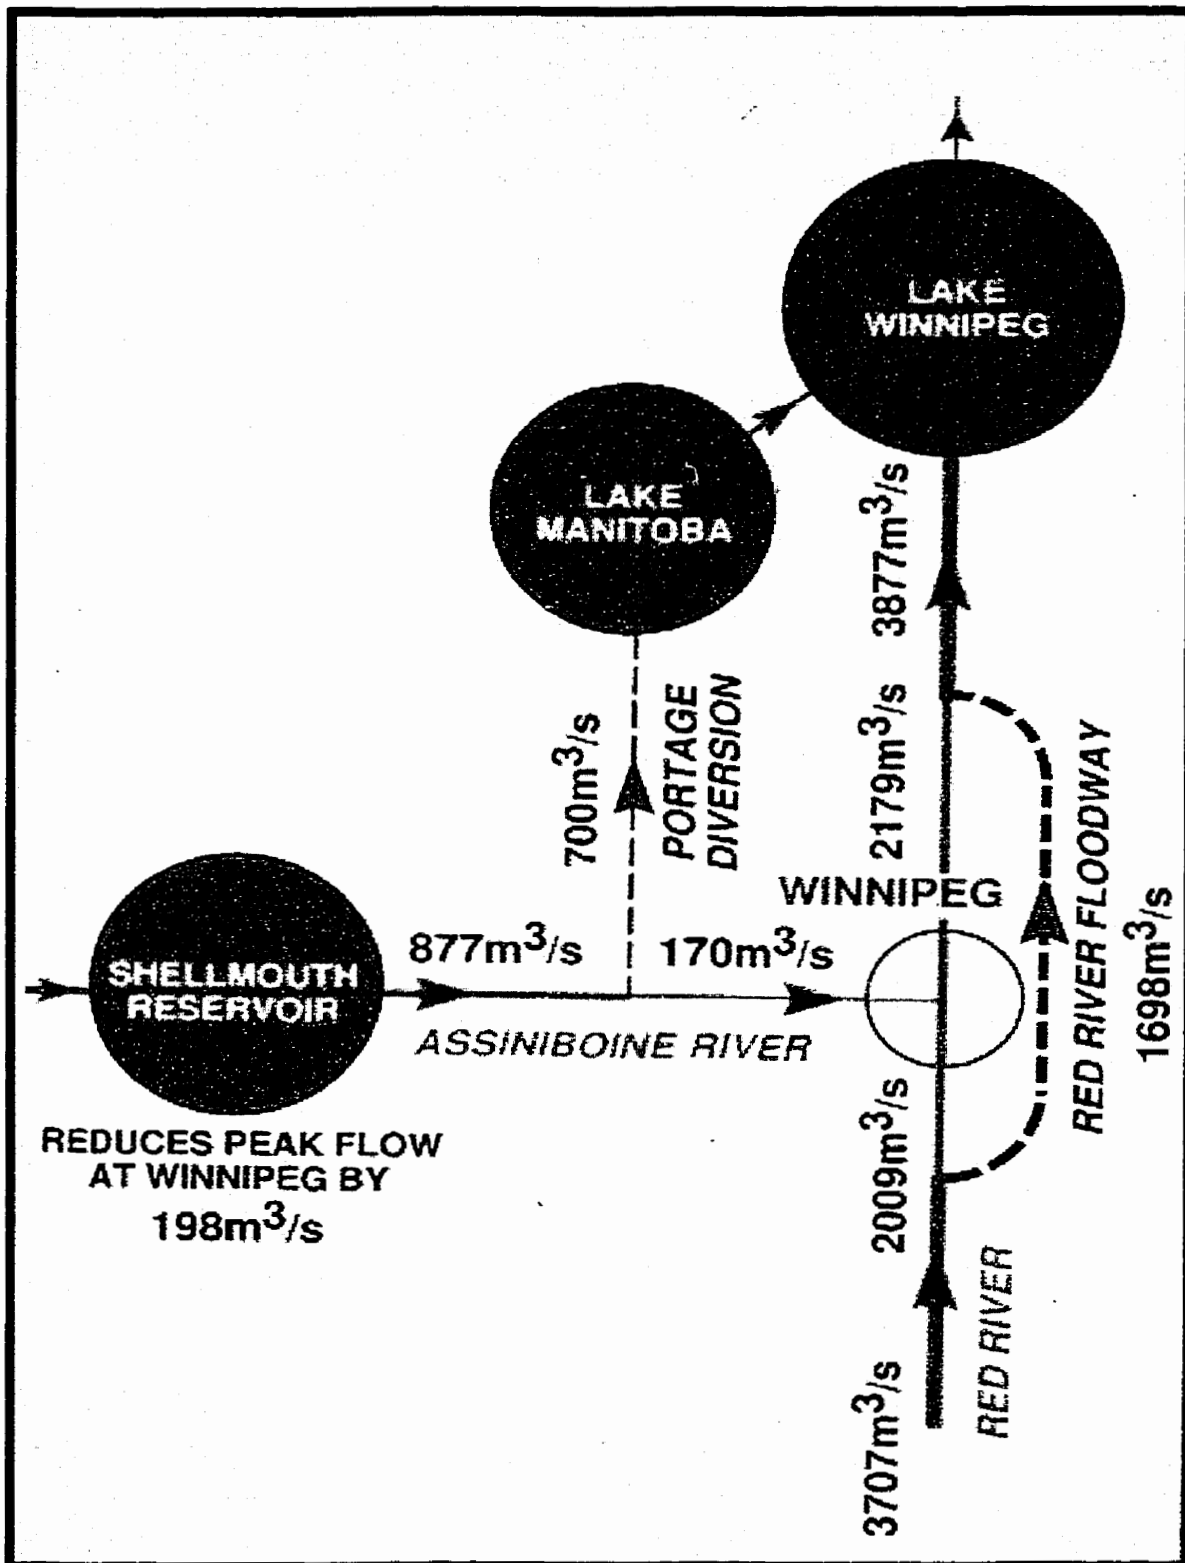 LAKE
WINNIPEG
LAKE
MANITOBA
3877m³/s
700m³/s
PORTAGE
DIVERSION
2179m³/s
WINNIPEG
SHELLMOUTH
RESERVOIR
877m³/s
170m³/s
ASSINIBOINE RIVER
RED RIVER FLOODWAY
1698m³/s
REDUCES PEAK FLOW
AT WINNIPEG BY
198m³/s
2009m³/s
RED RIVER
3707m³/s